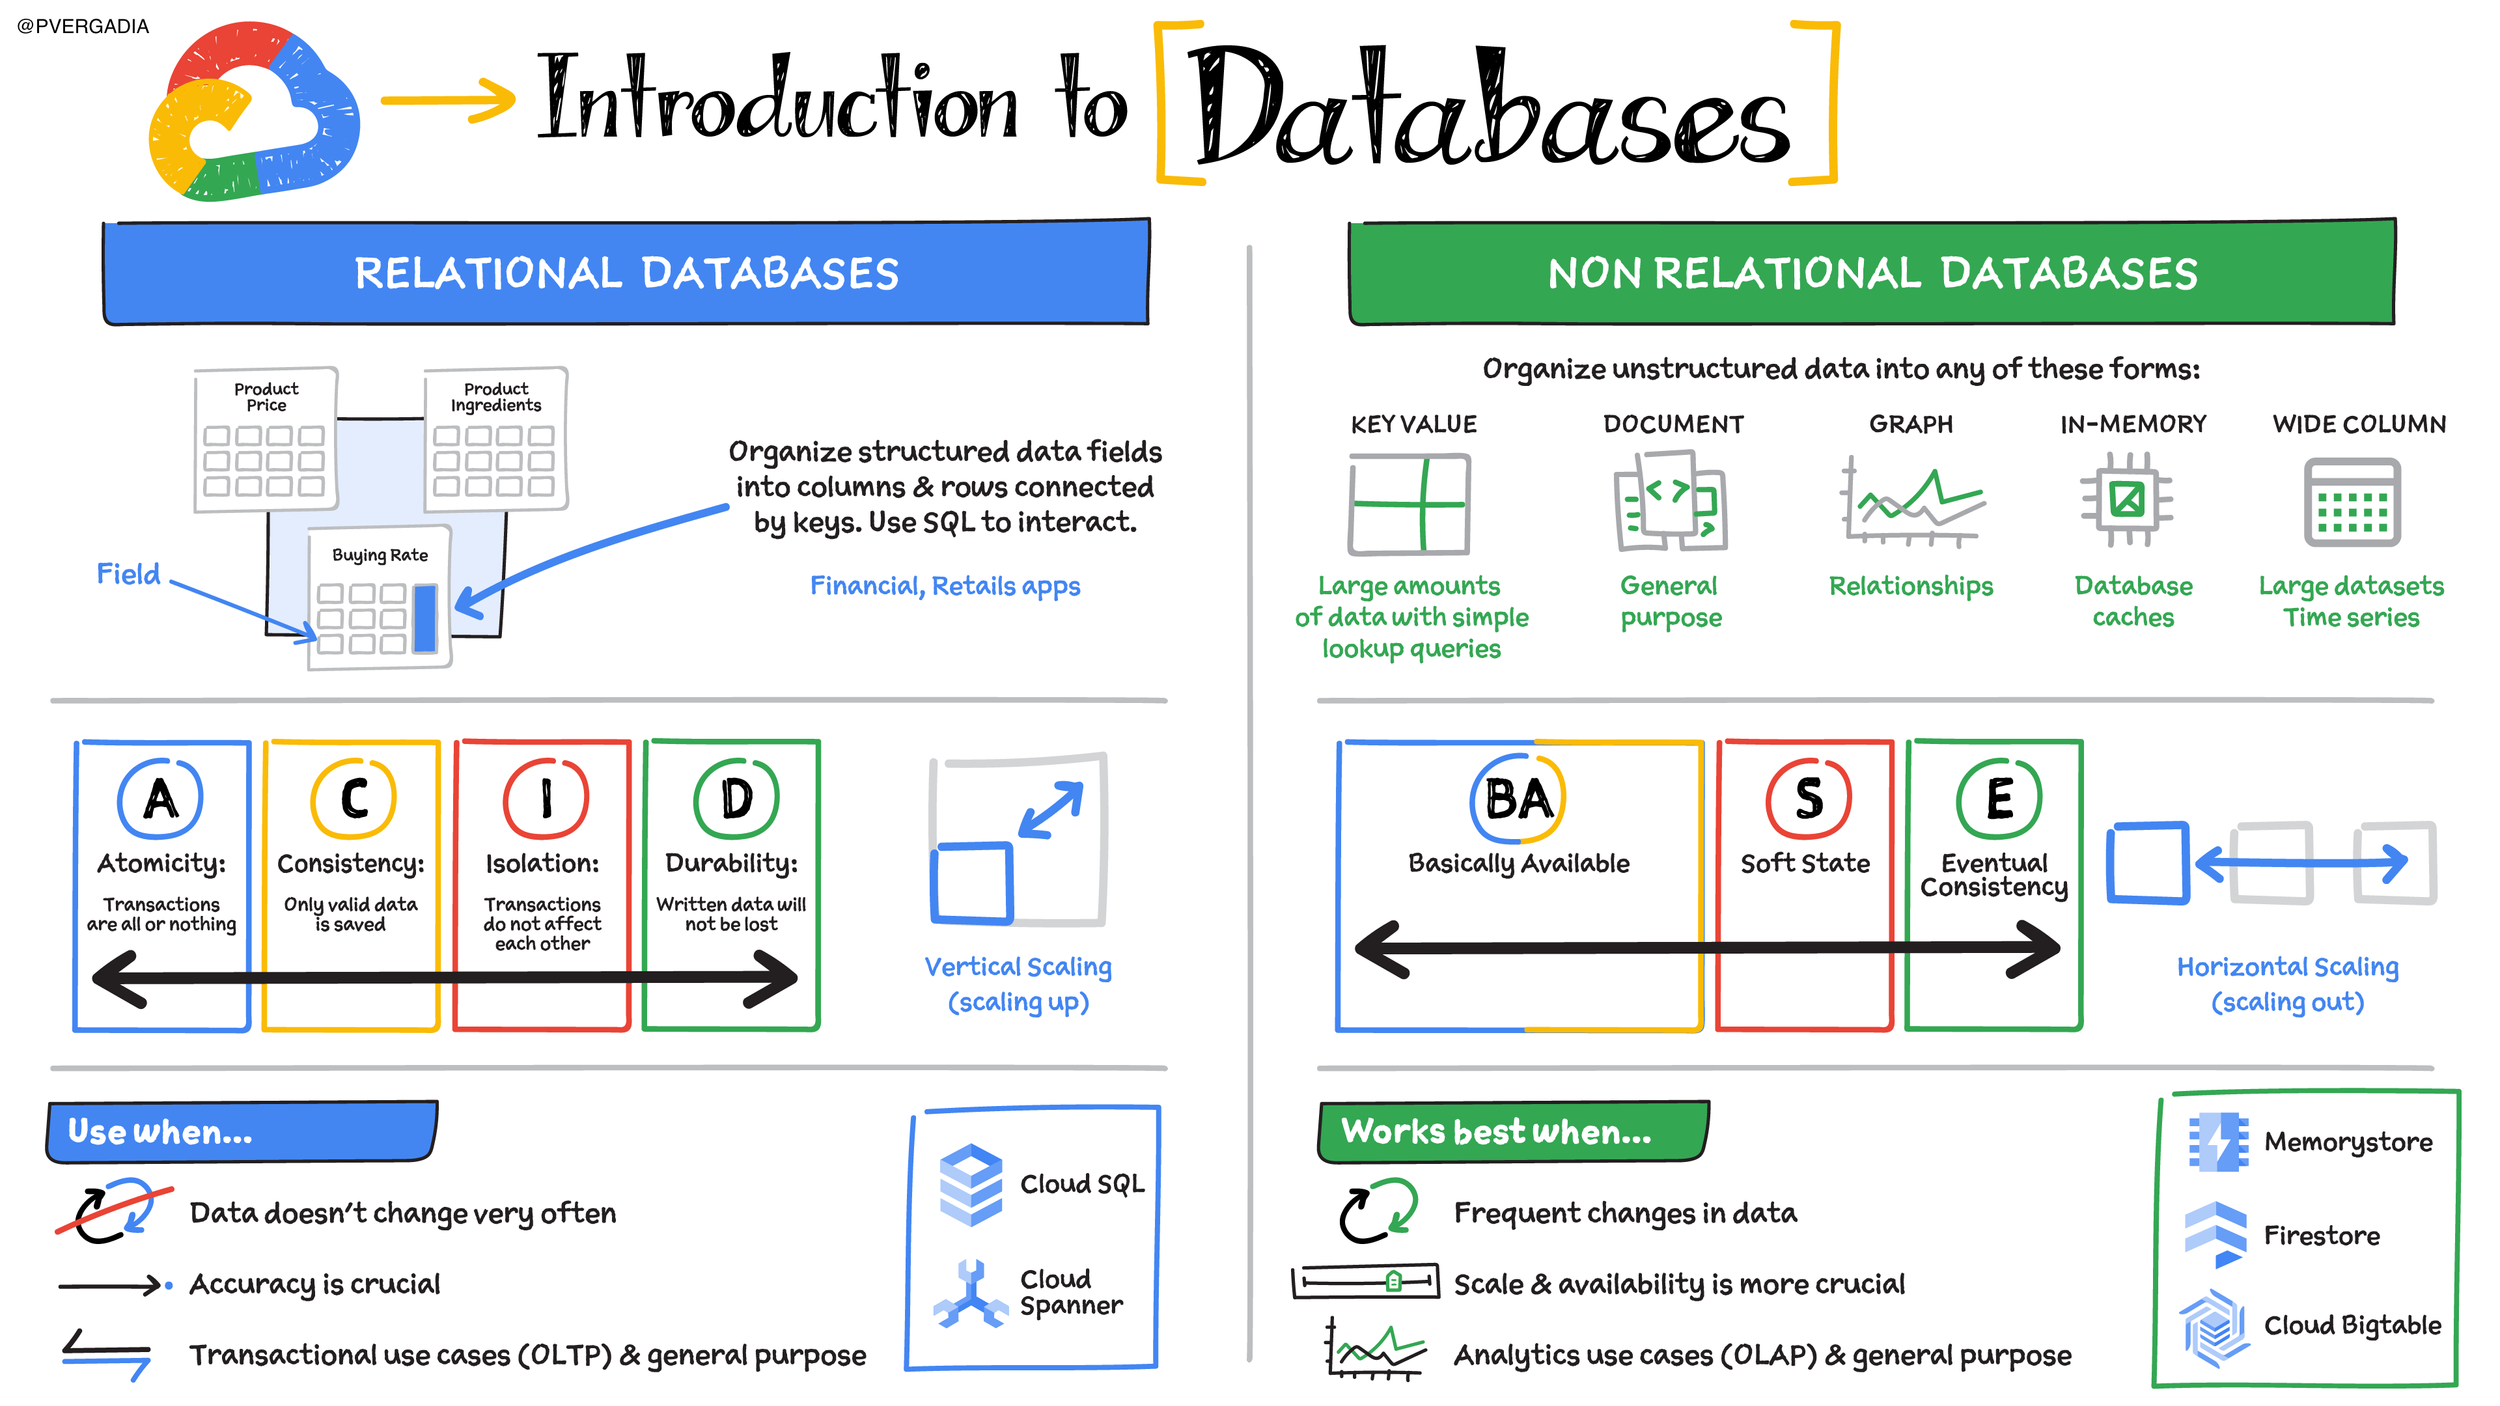 @PVERGADIA
Introduction to Databases
RELATIONAL DATABASES
Product
Price
Product
Ingredients
Buying Rate
Field
Organize structured data fields
into columns & rows connected
by keys. Use SQL to interact.
Financial, Retails apps
A
Atomicity:
Transactions
are all or nothing
C
Consistency:
Only valid data
is saved
I
Isolation:
Transactions
do not affect
each other
D
Durability:
Written data will
not be lost
Vertical Scaling
(scaling up)
Use when...
Data doesn't change very often
Accuracy is crucial
Transactional use cases (OLTP) & general purpose
Cloud SQL
Cloud
Spanner
NON RELATIONAL DATABASES
Organize unstructured data into any of these forms:
KEY VALUE
Large amounts
of data with simple
lookup queries
DOCUMENT
General
purpose
GRAPH
Relationships
IN-MEMORY
Database
caches
WIDE COLUMN
Large datasets
Time series
BA
Basically Available
S
Soft State
E
Eventual
Consistency
Horizontal Scaling
(scaling out)
Works best when...
Frequent changes in data
Scale & availability is more crucial
Analytics use cases (OLAP) & general purpose
Memorystore
Firestore
Cloud Bigtable